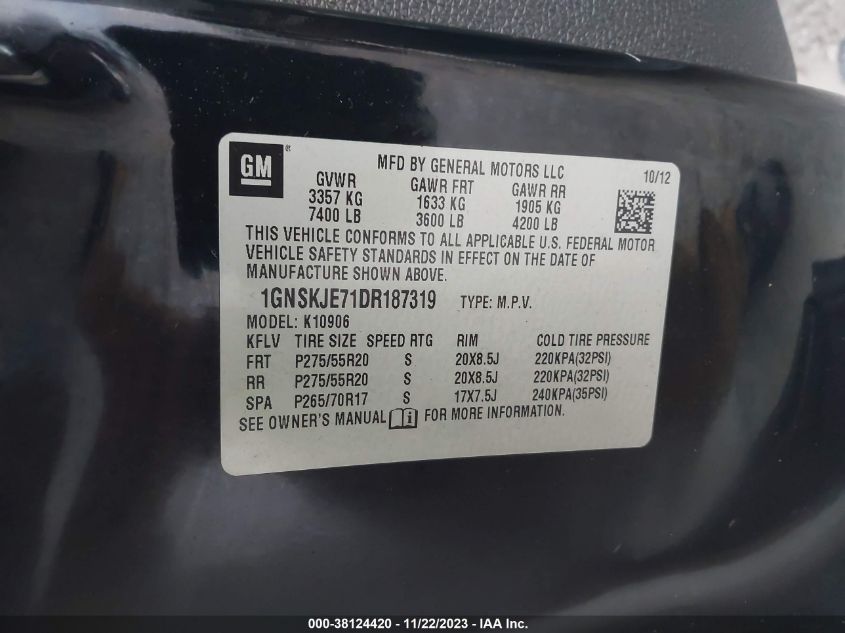 GM ®
MFD BY GENERAL MOTORS LLC 10/12
GVWR GAWR FRT GAWR RR
3357 KG 1633 KG 1905 KG
7400 LB 3600 LB 4200 LB
THIS VEHICLE CONFORMS TO ALL APPLICABLE U.S. FEDERAL MOTOR
VEHICLE SAFETY STANDARDS IN EFFECT ON THE DATE OF
MANUFACTURE SHOWN ABOVE.
1GNSKJE71DR187319 TYPE: M.P.V.
MODEL: K10906
KFLV TIRE SIZE SPEED RTG RIM COLD TIRE PRESSURE
FRT P275/55R20 S 20X8.5J 220KPA(32PSI)
RR P275/55R20 S 20X8.5J 220KPA(32PSI)
SPA P265/70R17 S 17X7.5J 240KPA(35PSI)
SEE OWNER'S MANUAL i FOR MORE INFORMATION.
000-38124420 - 11/22/2023 - IAA Inc.